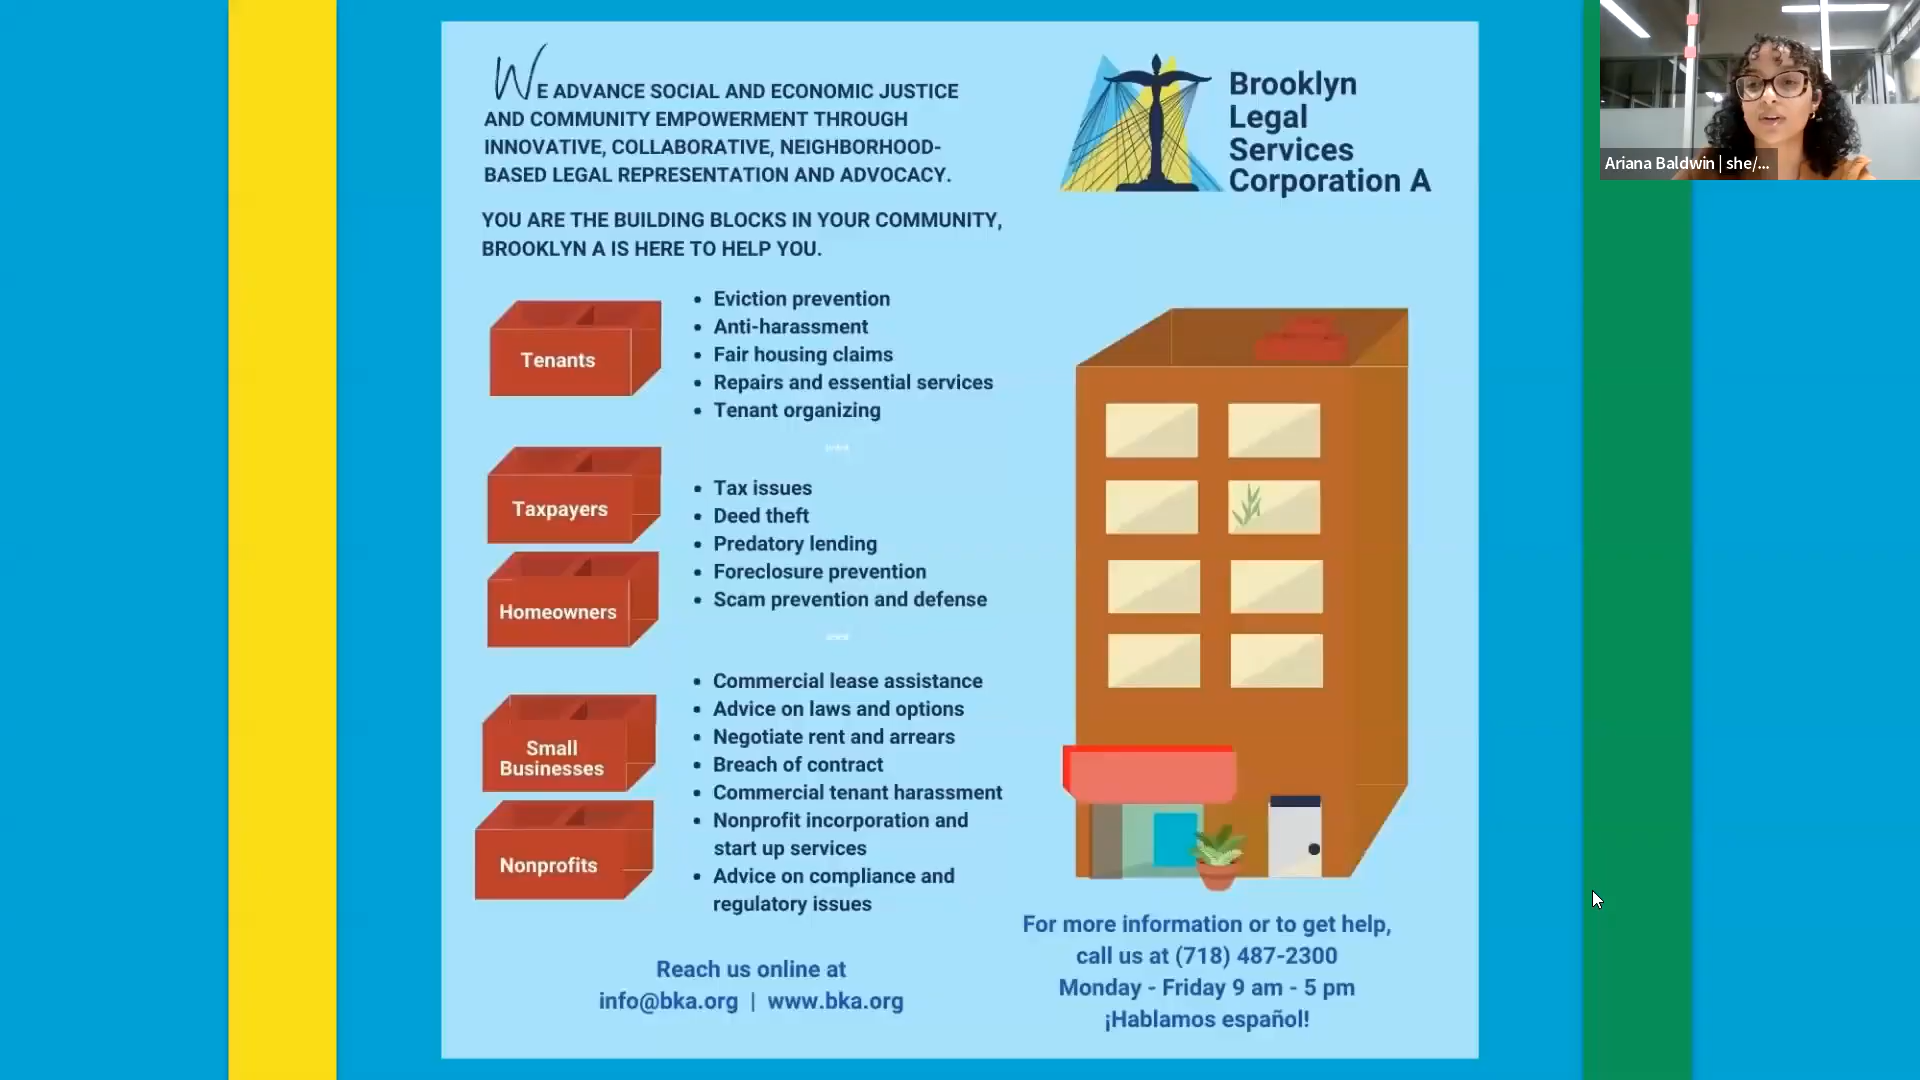 WE ADVANCE SOCIAL AND ECONOMIC JUSTICE
AND COMMUNITY EMPOWERMENT THROUGH
INNOVATIVE, COLLABORATIVE, NEIGHBORHOOD-
BASED LEGAL REPRESENTATION AND ADVOCACY.
YOU ARE THE BUILDING BLOCKS IN YOUR COMMUNITY,
BROOKLYN A IS HERE TO HELP YOU.
Brooklyn
Legal
Services
Corporation A
Ariana Baldwin | she/...
Tenants
• Eviction prevention
• Anti-harassment
• Fair housing claims
• Repairs and essential services
• Tenant organizing
***
Taxpayers
Homeowners
• Tax issues
• Deed theft
• Predatory lending
• Foreclosure prevention
• Scam prevention and defense
***
Small
Businesses
Nonprofits
• Commercial lease assistance
• Advice on laws and options
• Negotiate rent and arrears
• Breach of contract
• Commercial tenant harassment
• Nonprofit incorporation and
start up services
• Advice on compliance and
regulatory issues
Reach us online at
info@bka.org | www.bka.org
For more information or to get help,
call us at (718) 487-2300
Monday - Friday 9 am - 5 pm
¡Hablamos español!